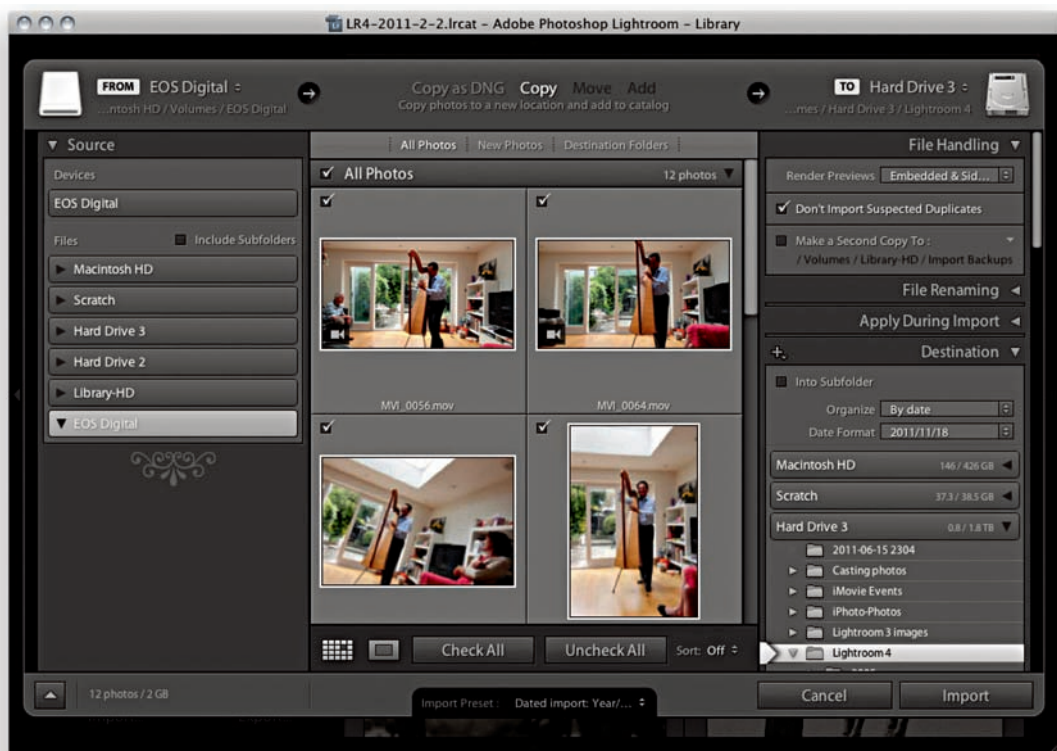 LR4-2011-2-2.lrcat – Adobe Photoshop Lightroom – Library
FROM EOS Digital
...ntosh HD / Volumes / EOS Digital
Copy as DNG Copy Move Add
Copy photos to a new location and add to catalog
TO Hard Drive 3
...mes / Hard Drive 3 / Lightroom 4
Source
Devices
EOS Digital
Files Include Subfolders
Macintosh HD
Scratch
Hard Drive 3
Hard Drive 2
Library-HD
EOS Digital
All Photos New Photos Destination Folders
All Photos 12 photos
MVI_0056.mov MVI_0064.mov
Check All Uncheck All Sort: Off
File Handling
Render Previews Embedded & Sid...
Don't Import Suspected Duplicates
Make a Second Copy To :
/ Volumes / Library-HD / Import Backups
File Renaming
Apply During Import
Destination
Into Subfolder
Organize By date
Date Format 2011/11/18
Macintosh HD 146 / 426 GB
Scratch 37.3 / 38.5 GB
Hard Drive 3 0.8 / 1.8 TB
2011-06-15 2304
Casting photos
iMovie Events
iPhoto-Photos
Lightroom 3 images
Lightroom 4
12 photos / 2 GB
Import Preset : Dated import: Year/...
Cancel Import